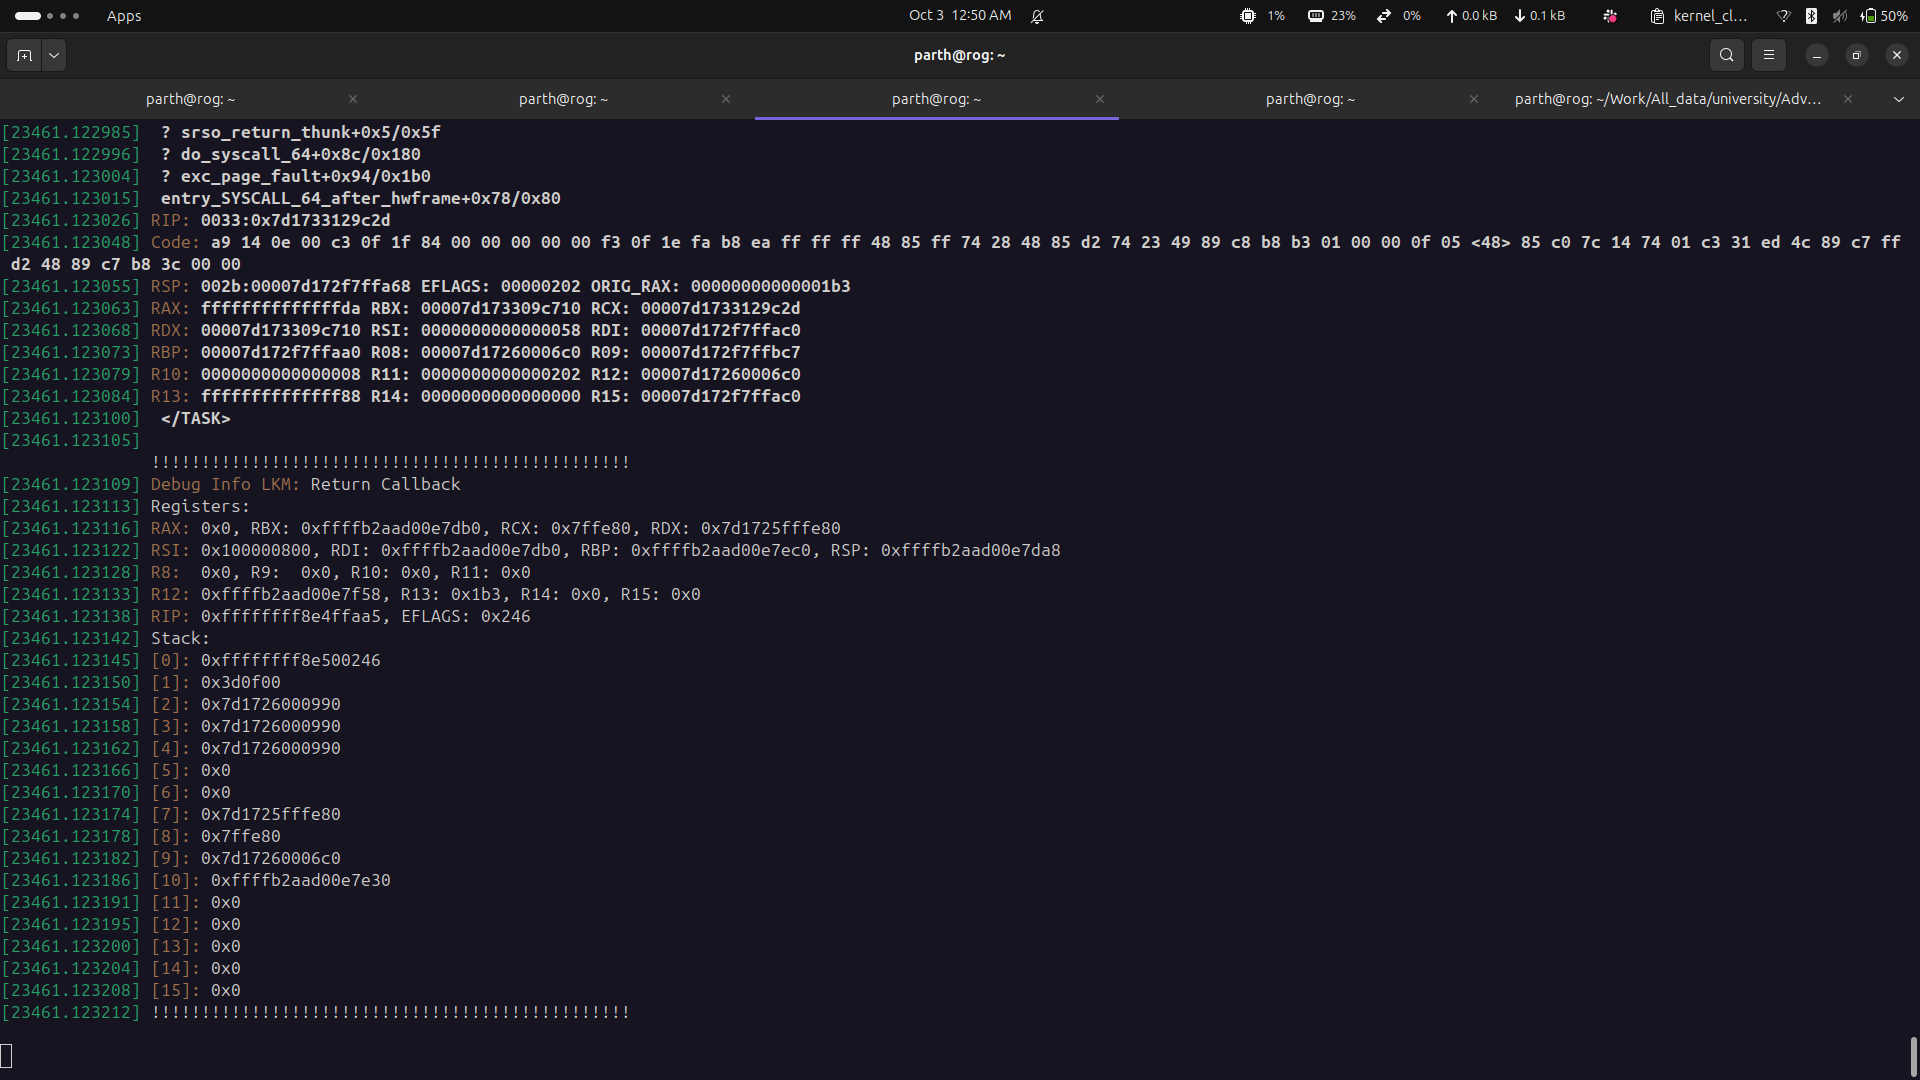 Apps
Oct 3 12:50 AM
1%
23%
0%
0.0 kB
0.1 kB
kernel_cl...
50%
parth@rog: ~
parth@rog: ~
parth@rog: ~
parth@rog: ~
parth@rog: ~
parth@rog: ~/Work/All_data/university/Adv...
[23461.122985]  ? srso_return_thunk+0x5/0x5f
[23461.122996]  ? do_syscall_64+0x8c/0x180
[23461.123004]  ? exc_page_fault+0x94/0x1b0
[23461.123015]  entry_SYSCALL_64_after_hwframe+0x78/0x80
[23461.123026] RIP: 0033:0x7d1733129c2d
[23461.123048] Code: a9 14 0e 00 c3 0f 1f 84 00 00 00 00 00 f3 0f 1e fa b8 ea ff ff ff 48 85 ff 74 28 48 85 d2 74 23 49 89 c8 b8 b3 01 00 00 0f 05 <48> 85 c0 7c 14 74 01 c3 31 ed 4c 89 c7 ff
d2 48 89 c7 b8 3c 00 00
[23461.123055] RSP: 002b:00007d172f7ffa68 EFLAGS: 00000202 ORIG_RAX: 00000000000001b3
[23461.123063] RAX: ffffffffffffffda RBX: 00007d173309c710 RCX: 00007d1733129c2d
[23461.123068] RDX: 00007d173309c710 RSI: 0000000000000058 RDI: 00007d172f7ffac0
[23461.123073] RBP: 00007d172f7ffaa0 R08: 00007d17260006c0 R09: 00007d172f7ffbc7
[23461.123079] R10: 0000000000000008 R11: 0000000000000202 R12: 00007d17260006c0
[23461.123084] R13: ffffffffffffff88 R14: 0000000000000000 R15: 00007d172f7ffac0
[23461.123100]  </TASK>
[23461.123105]
!!!!!!!!!!!!!!!!!!!!!!!!!!!!!!!!!!!!!!!!!!!!!!!!
[23461.123109] Debug Info LKM: Return Callback
[23461.123113] Registers:
[23461.123116] RAX: 0x0, RBX: 0xffffb2aad00e7db0, RCX: 0x7ffe80, RDX: 0x7d1725fffe80
[23461.123122] RSI: 0x100000800, RDI: 0xffffb2aad00e7db0, RBP: 0xffffb2aad00e7ec0, RSP: 0xffffb2aad00e7da8
[23461.123128] R8:  0x0, R9:  0x0, R10: 0x0, R11: 0x0
[23461.123133] R12: 0xffffb2aad00e7f58, R13: 0x1b3, R14: 0x0, R15: 0x0
[23461.123138] RIP: 0xffffffff8e4ffaa5, EFLAGS: 0x246
[23461.123142] Stack:
[23461.123145] [0]: 0xffffffff8e500246
[23461.123150] [1]: 0x3d0f00
[23461.123154] [2]: 0x7d1726000990
[23461.123158] [3]: 0x7d1726000990
[23461.123162] [4]: 0x7d1726000990
[23461.123166] [5]: 0x0
[23461.123170] [6]: 0x0
[23461.123174] [7]: 0x7d1725fffe80
[23461.123178] [8]: 0x7ffe80
[23461.123182] [9]: 0x7d17260006c0
[23461.123186] [10]: 0xffffb2aad00e7e30
[23461.123191] [11]: 0x0
[23461.123195] [12]: 0x0
[23461.123200] [13]: 0x0
[23461.123204] [14]: 0x0
[23461.123208] [15]: 0x0
[23461.123212] !!!!!!!!!!!!!!!!!!!!!!!!!!!!!!!!!!!!!!!!!!!!!!!!